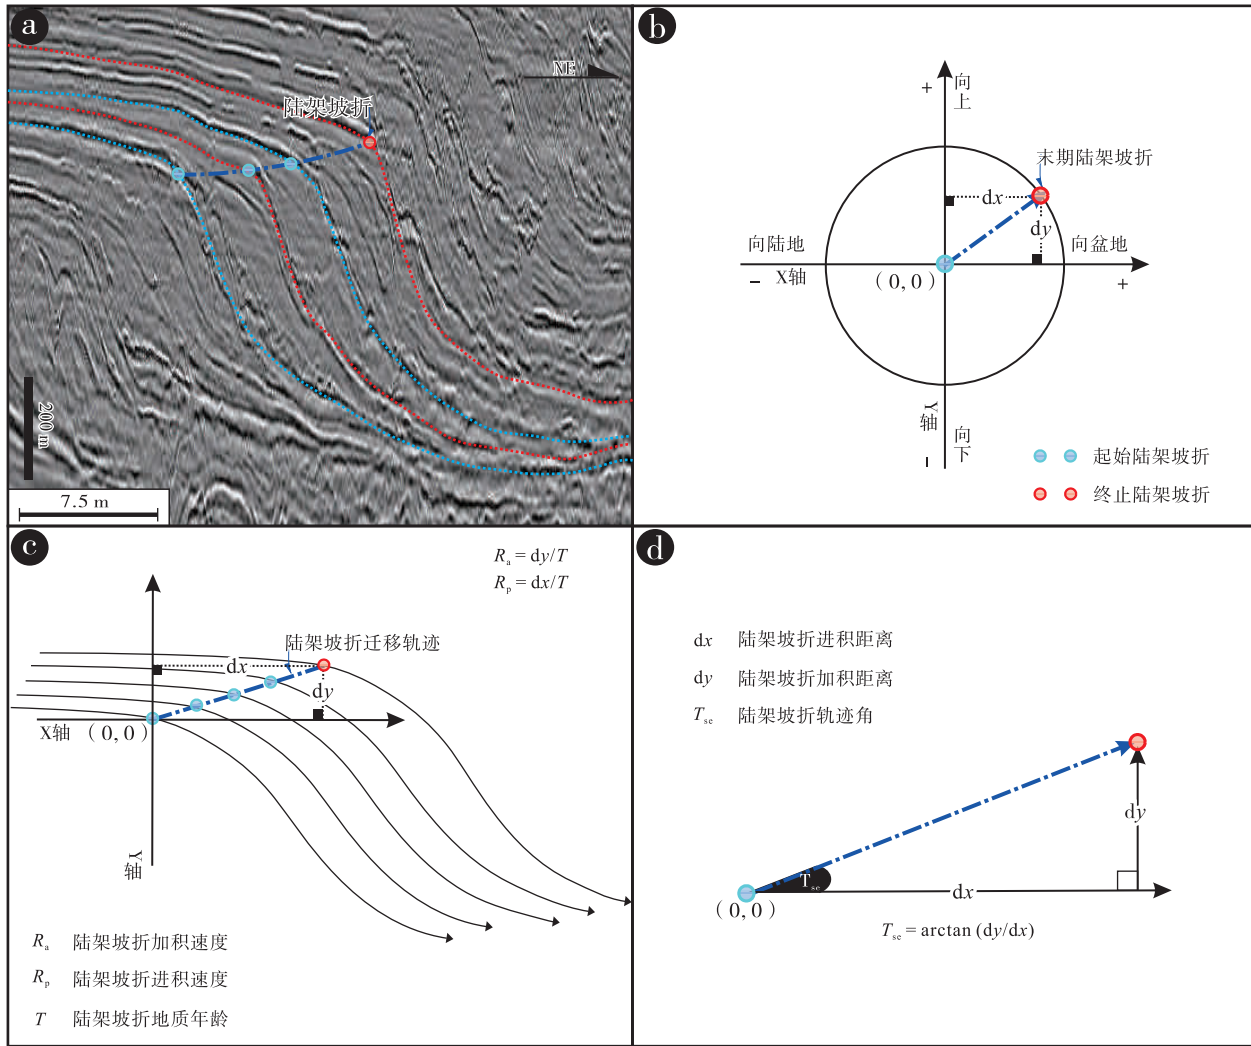 a
NE
陆架坡折
200 m
7.5 m
b
+
向上
末期陆架坡折
dx
dy
向陆地
向盆地
− X轴
(0,0)
+
Y轴
向下
−
起始陆架坡折
终止陆架坡折
c
Ra = dy/T
Rp = dx/T
陆架坡折迁移轨迹
dx
dy
X轴 (0,0)
Y轴
Ra 陆架坡折加积速度
Rp 陆架坡折进积速度
T 陆架坡折地质年龄
d
dx 陆架坡折进积距离
dy 陆架坡折加积距离
Tse 陆架坡折轨迹角
dy
Tse
dx
(0,0)
Tse = arctan (dy/dx)